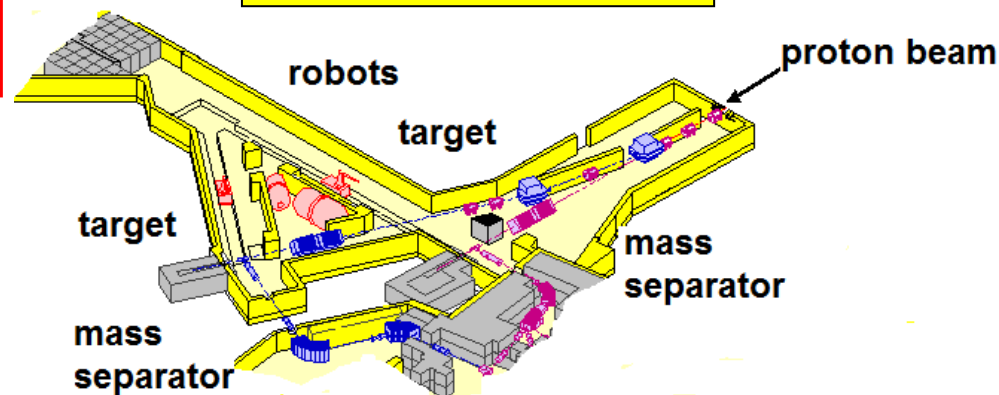 proton beam
robots
target
target
mass
separator
mass
separator